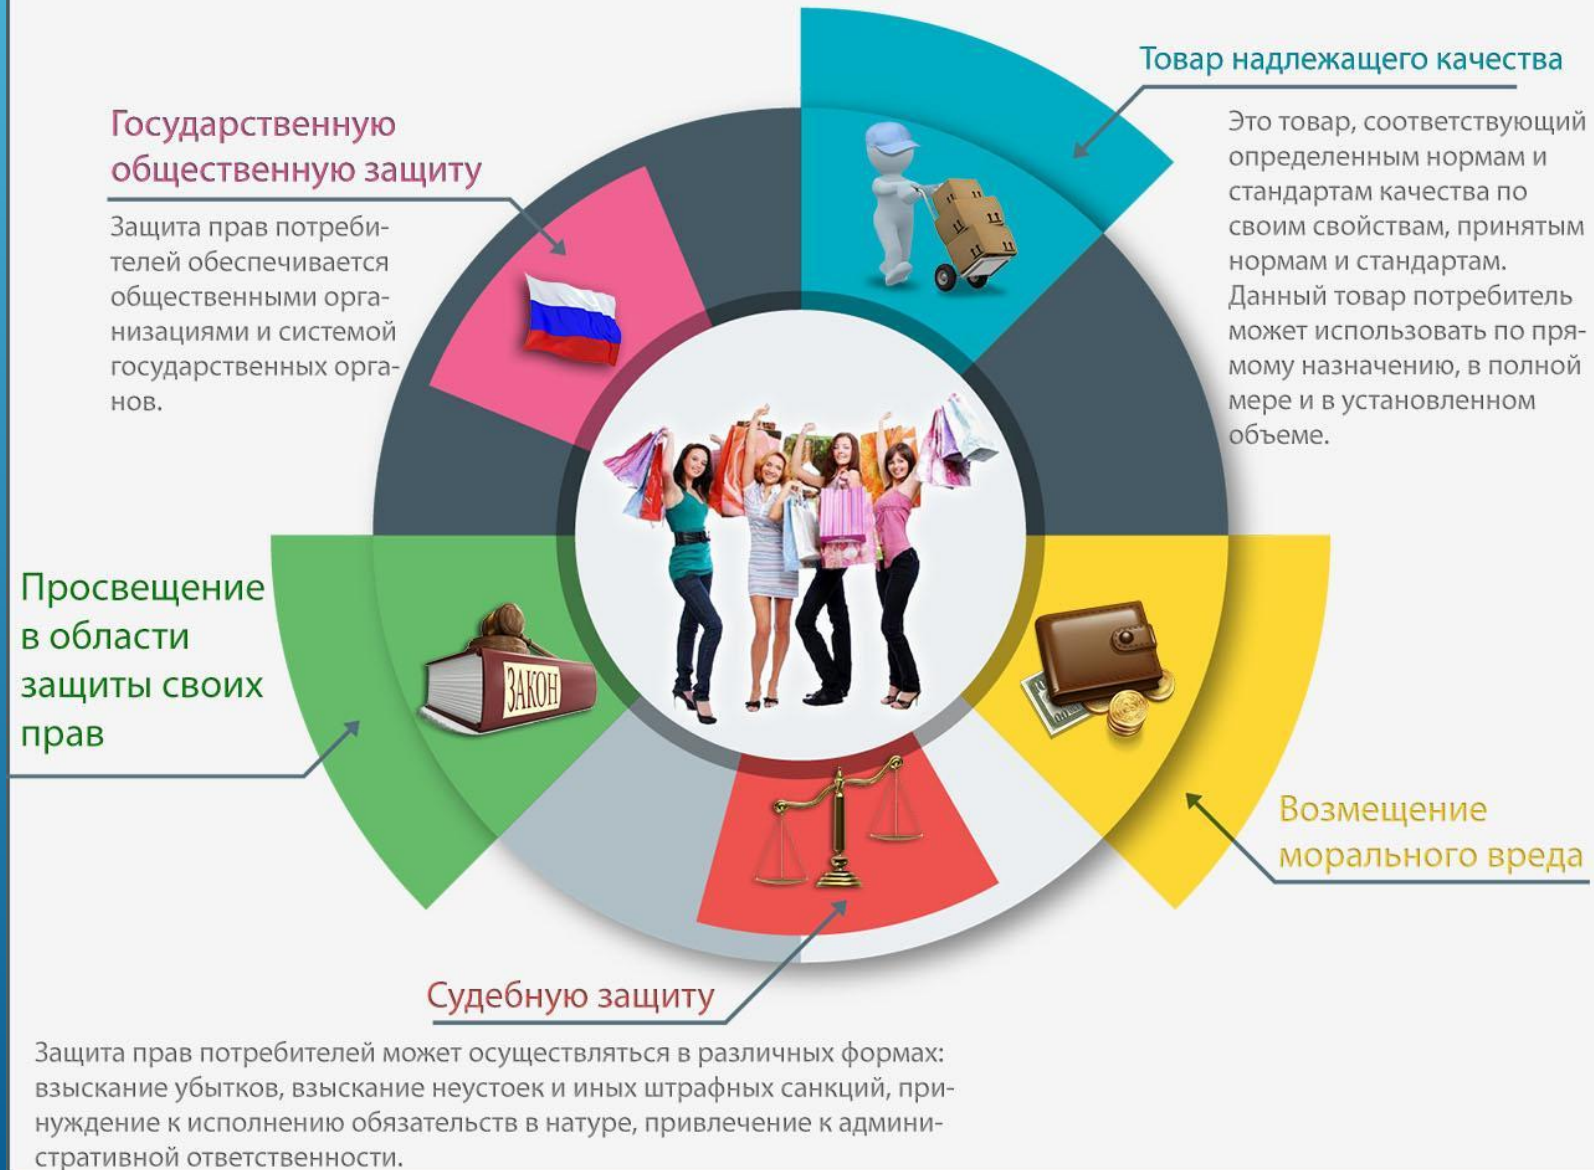 Товар надлежащего качества
Это товар, соответствующий
определенным нормам и
стандартам качества по
своим свойствам, принятым
нормам и стандартам.
Данный товар потребитель
может использовать по пря-
мому назначению, в полной
мере и в установленном
объеме.
Государственную
общественную защиту
Защита прав потреби-
телей обеспечивается
общественными орга-
низациями и системой
государственных орга-
нов.
Просвещение
в области
защиты своих
прав
ЗАКОН
Возмещение
морального вреда
Судебную защиту
Защита прав потребителей может осуществляться в различных формах:
взыскание убытков, взыскание неустоек и иных штрафных санкций, при-
нуждение к исполнению обязательств в натуре, привлечение к админи-
стративной ответственности.